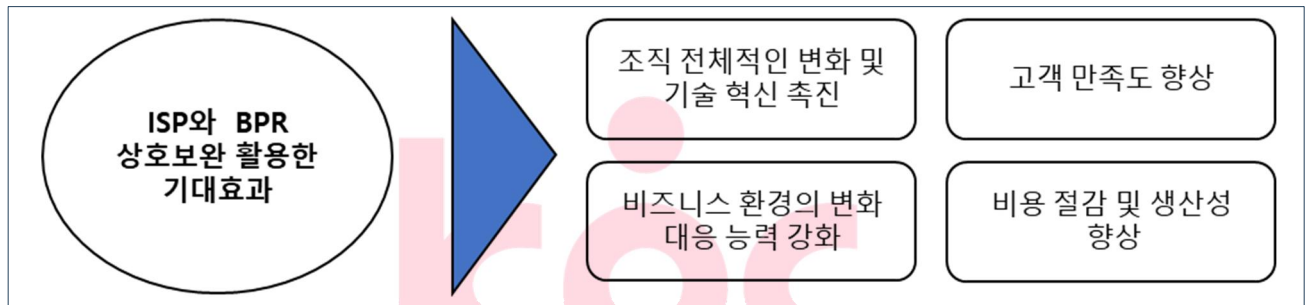 ISP와 BPR
상호보완 활용한
기대효과
조직 전체적인 변화 및
기술 혁신 촉진
고객 만족도 향상
비즈니스 환경의 변화
대응 능력 강화
비용 절감 및 생산성
향상